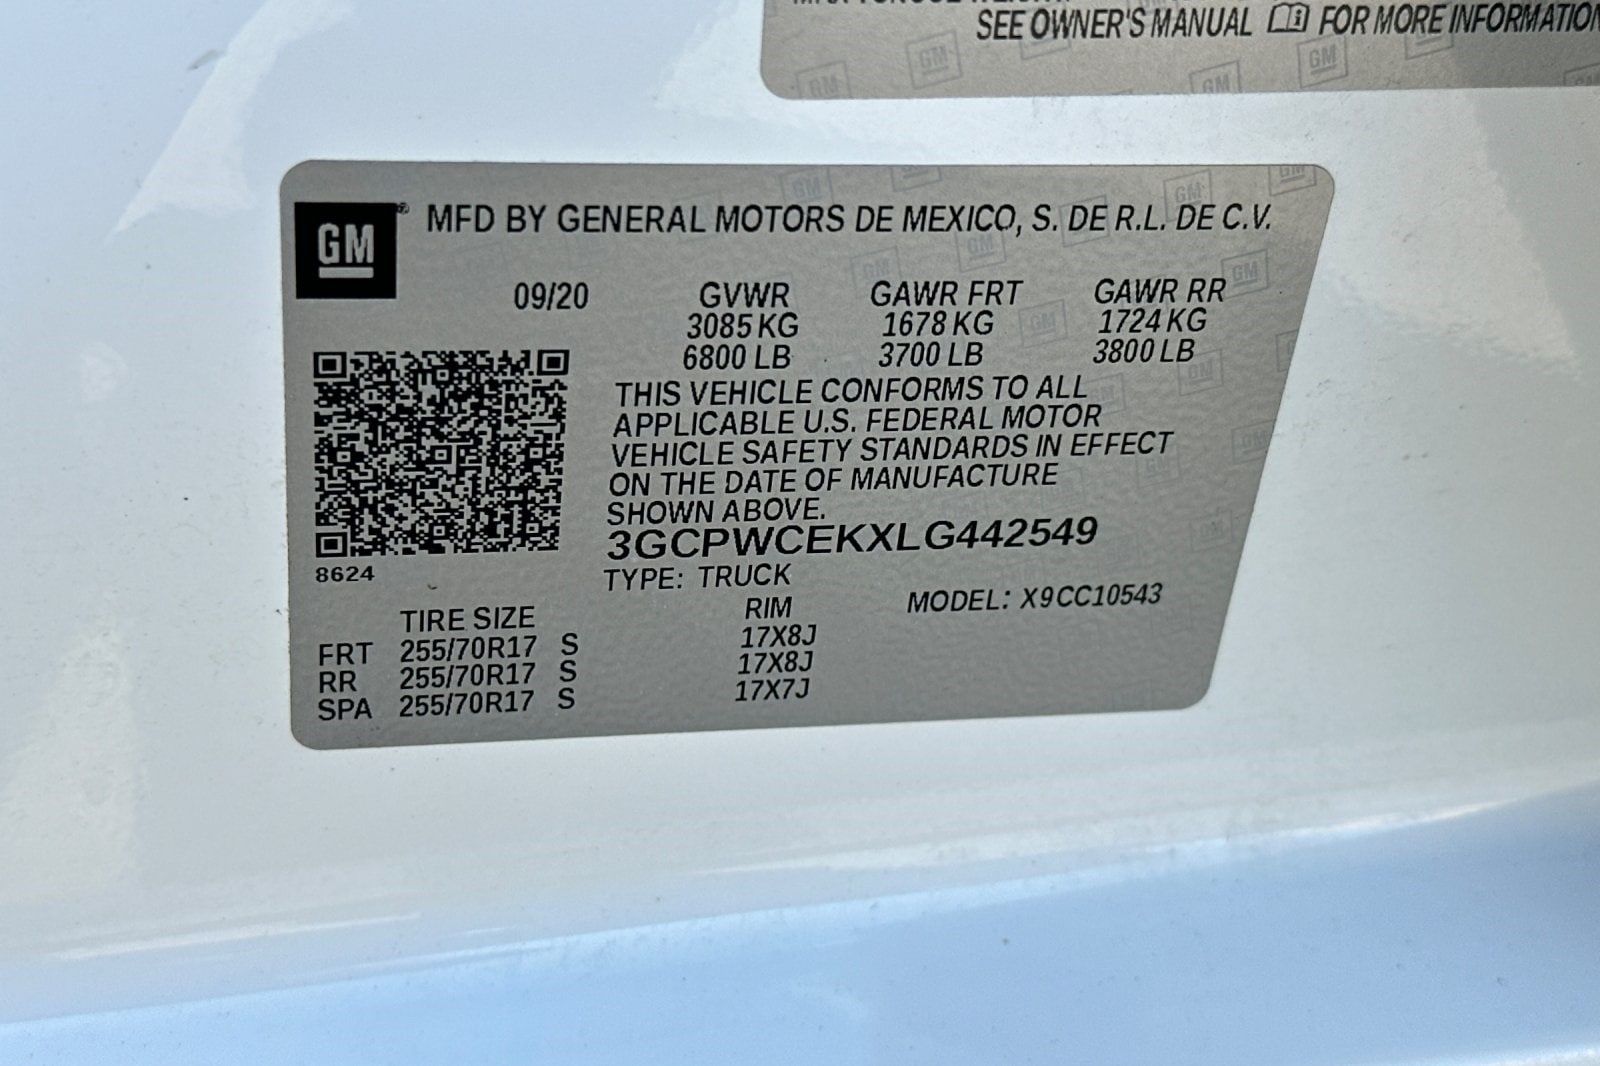 SEE OWNER'S MANUAL FOR MORE INFORMATION
GM
MFD BY GENERAL MOTORS DE MEXICO, S. DE R.L. DE C.V.
09/20 GVWR GAWR FRT GAWR RR
3085 KG 1678 KG 1724 KG
6800 LB 3700 LB 3800 LB
THIS VEHICLE CONFORMS TO ALL
APPLICABLE U.S. FEDERAL MOTOR
VEHICLE SAFETY STANDARDS IN EFFECT
ON THE DATE OF MANUFACTURE
SHOWN ABOVE.
3GCPWCEKXLG442549
8624
TYPE: TRUCK
TIRE SIZE RIM MODEL: X9CC10543
FRT 255/70R17 S 17X8J
RR 255/70R17 S 17X8J
SPA 255/70R17 S 17X7J